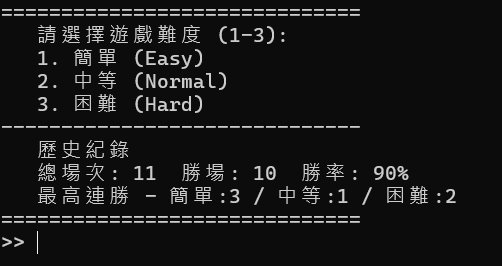 ==============================
請選擇遊戲難度 (1-3):
1. 簡單 (Easy)
2. 中等 (Normal)
3. 困難 (Hard)
------------------------------
歷史紀錄
總場次: 11  勝場: 10  勝率: 90%
最高連勝 - 簡單:3 / 中等:1 / 困難:2
==============================
>>